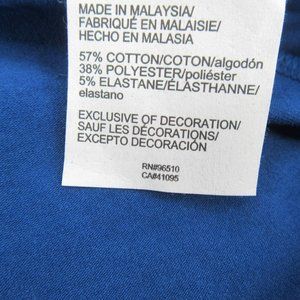 MADE IN MALAYSIA/
FABRIQUÉ EN MALAISIE/
HECHO EN MALASIA
57% COTTON/COTON/algodón
38% POLYESTER/poliéster
5% ELASTANE/ÉLASTHANNE/
elastano
EXCLUSIVE OF DECORATION/
SAUF LES DÉCORATIONS/
EXCEPTO DECORACIÓN
RN#96510
CA#41095